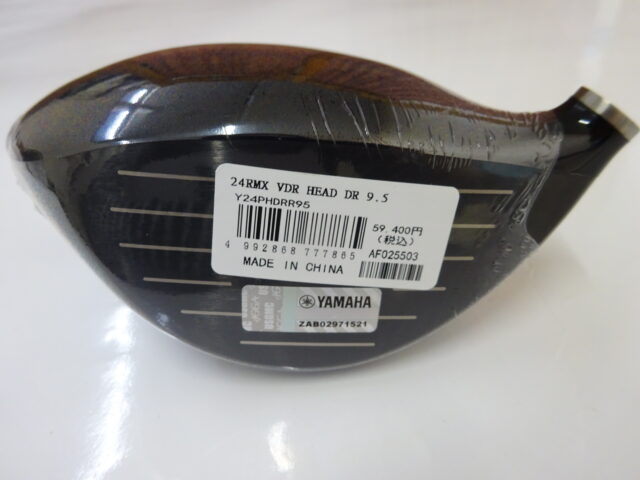 24RMX VDR HEAD DR 9.5
Y24PHDRR95
59,400円
(税込)
4 992868 777865
AF025503
MADE IN CHINA
YAMAHA
ZAB02971521